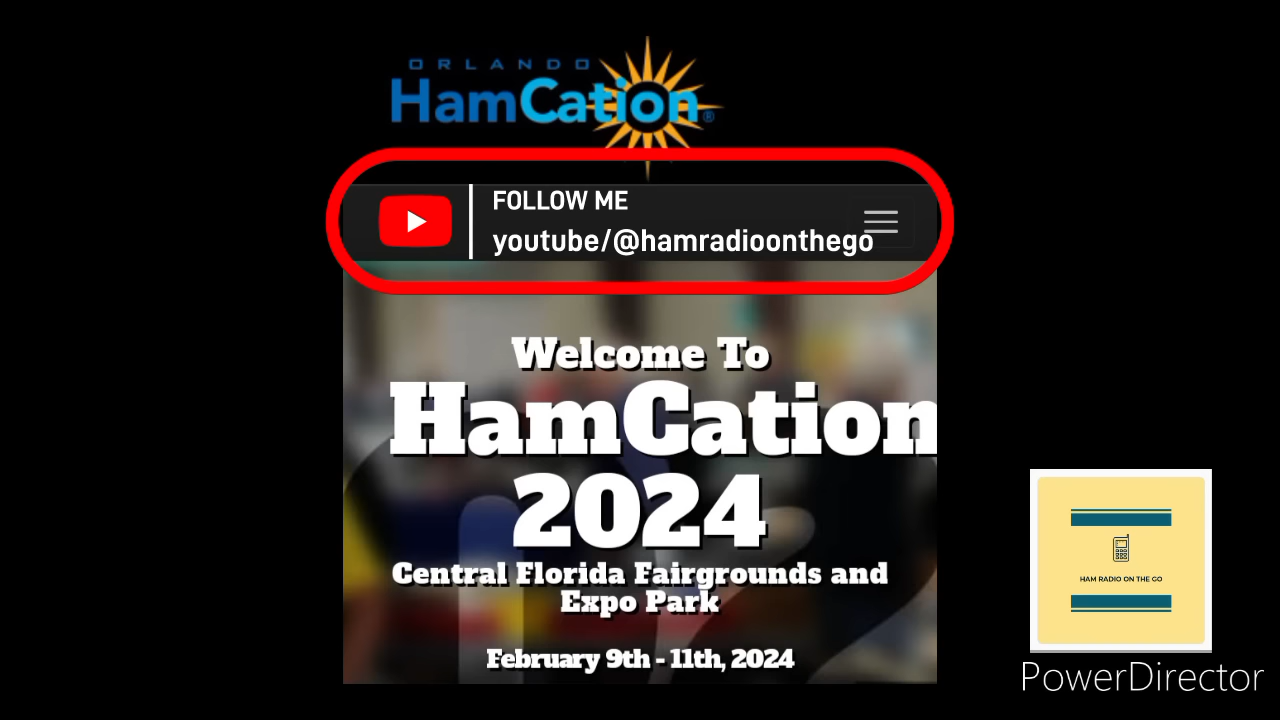 ORLANDO
HamCation®
FOLLOW ME
youtube/@hamradioonthego
Welcome To
HamCation
2024
Central Florida Fairgrounds and
Expo Park
February 9th - 11th, 2024
HAM RADIO ON THE GO
PowerDirector